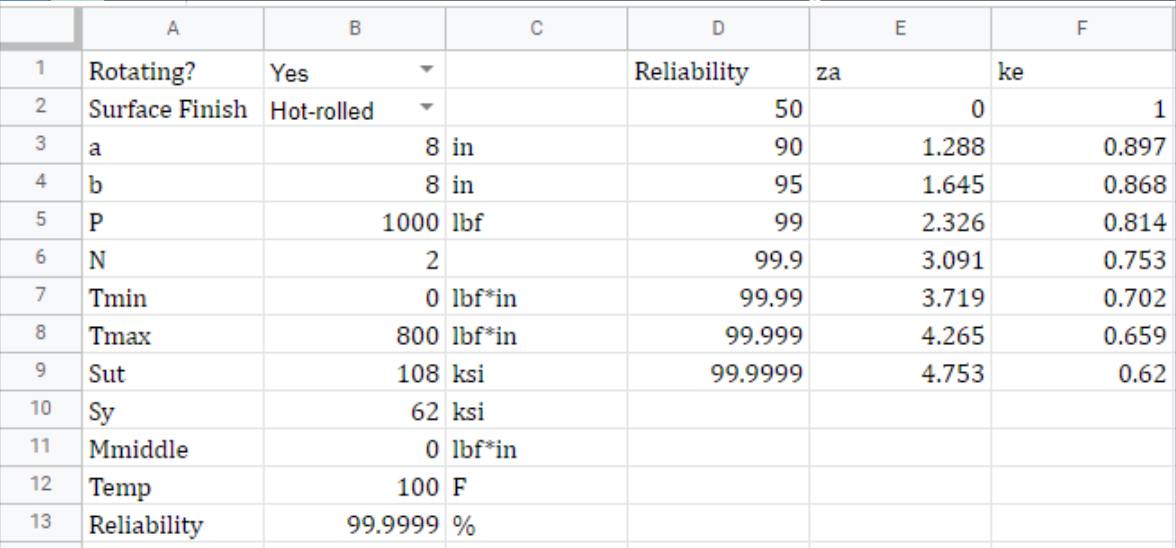 A B C D E F
1 Rotating? Yes Reliability za ke
2 Surface Finish Hot-rolled 50 0 1
3 a 8 in 90 1.288 0.897
4 b 8 in 95 1.645 0.868
5 P 1000 lbf 99 2.326 0.814
6 N 2 99.9 3.091 0.753
7 Tmin 0 lbf*in 99.99 3.719 0.702
8 Tmax 800 lbf*in 99.999 4.265 0.659
9 Sut 108 ksi 99.9999 4.753 0.62
10 Sy 62 ksi
11 Mmiddle 0 lbf*in
12 Temp 100 F
13 Reliability 99.9999 %